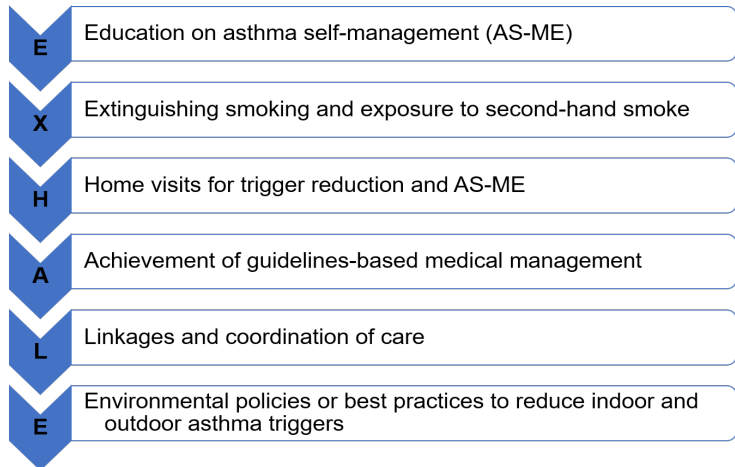 E
Education on asthma self-management (AS-ME)
X
Extinguishing smoking and exposure to second-hand smoke
H
Home visits for trigger reduction and AS-ME
A
Achievement of guidelines-based medical management
L
Linkages and coordination of care
E
Environmental policies or best practices to reduce indoor and
outdoor asthma triggers